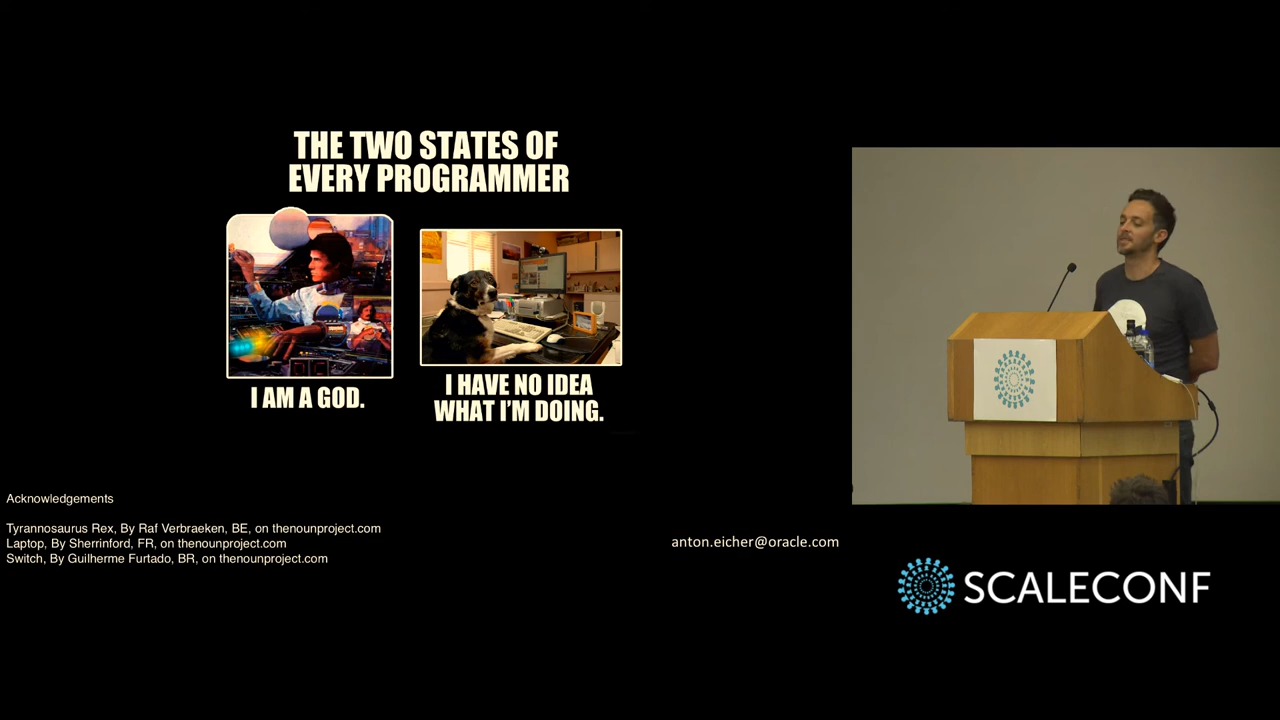 THE TWO STATES OF
EVERY PROGRAMMER
I AM A GOD.
I HAVE NO IDEA
WHAT I'M DOING.
Acknowledgements
Tyrannosaurus Rex, By Raf Verbraeken, BE, on thenounproject.com
Laptop, By Sherrinford, FR, on thenounproject.com
Switch, By Guilherme Furtado, BR, on thenounproject.com
anton.eicher@oracle.com
SCALECONF